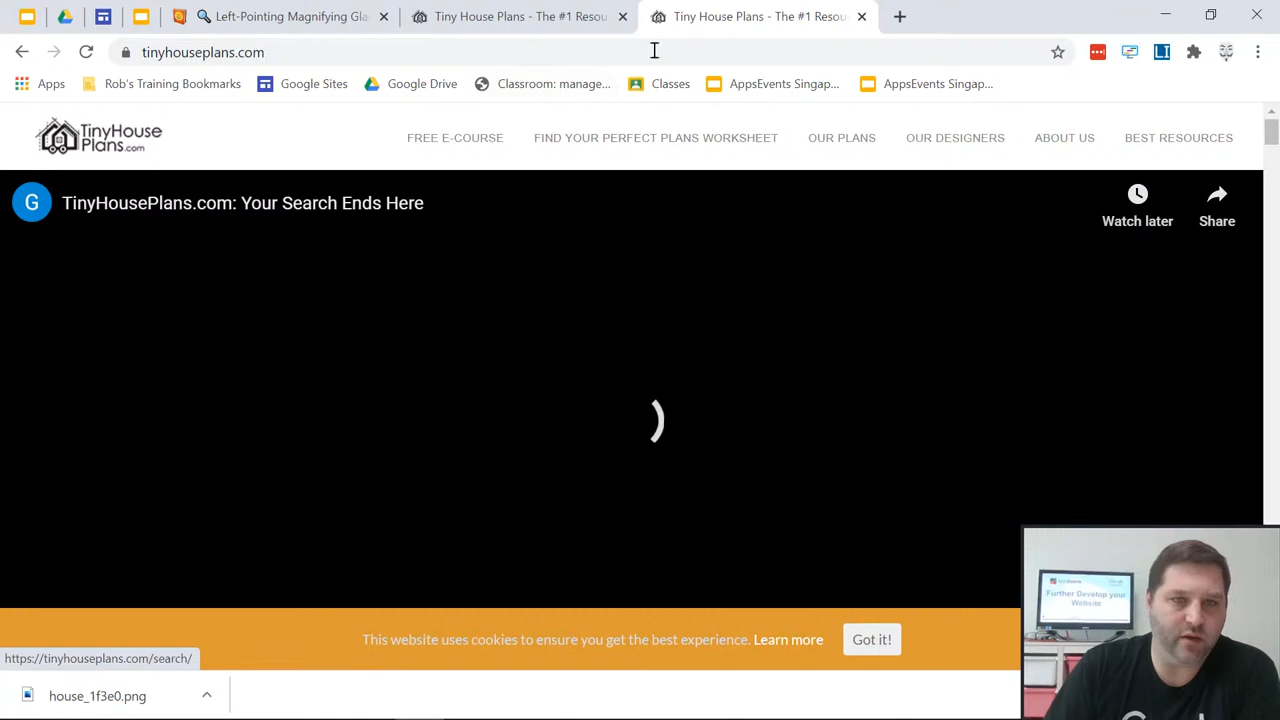 Left-Pointing Magnifying Gla
Tiny House Plans - The #1 Resou
Tiny House Plans - The #1 Resou
tinyhouseplans.com
Apps
Rob's Training Bookmarks
Google Sites
Google Drive
Classroom: manage...
Classes
AppsEvents Singap...
AppsEvents Singap...
TinyHouse
Plans.com
FREE E-COURSE
FIND YOUR PERFECT PLANS WORKSHEET
OUR PLANS
OUR DESIGNERS
ABOUT US
BEST RESOURCES
G
TinyHousePlans.com: Your Search Ends Here
Watch later
Share
Further Develop your
Website
This website uses cookies to ensure you get the best experience. Learn more
Got it!
https://tinyhouseplans.com/search/
house_1f3e0.png